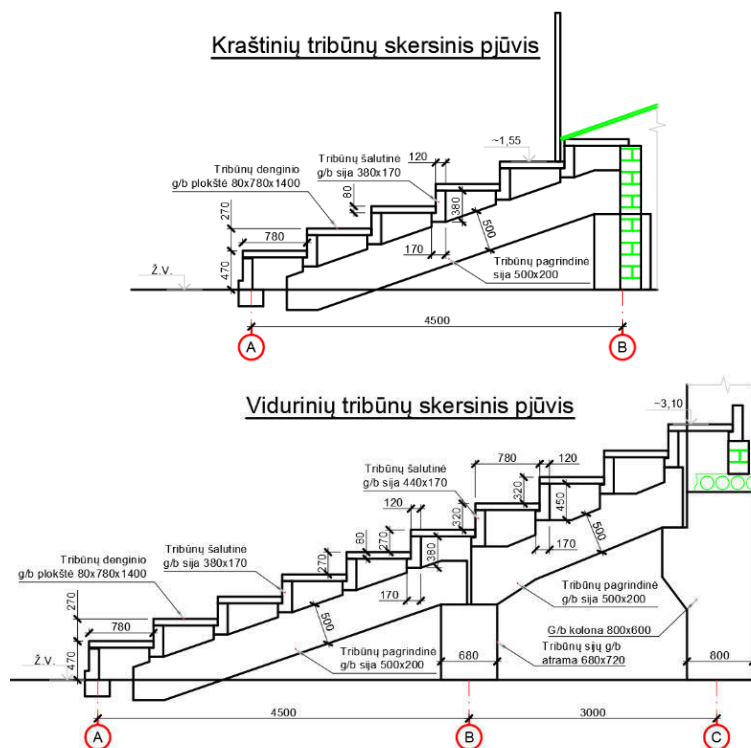 Kraštinių tribūnų skersinis pjūvis
~1,55
Tribūnų denginio
g/b plokštė 80x780x1400
Tribūnų šalutinė
g/b sija 380x170
120
80
270
780
470
380
500
170
Tribūnų pagrindinė
sija 500x200
Ž.V.
4500
A
B
Vidurinių tribūnų skersinis pjūvis
~3,10
780
120
Tribūnų šalutinė
g/b sija 440x170
320
450
320
120
80
270
380
500
170
Tribūnų šalutinė
g/b sija 380x170
Tribūnų denginio
g/b plokštė 80x780x1400
270
170
270
780
500
Tribūnų pagrindinė
g/b sija 500x200
G/b kolona 800x600
Tribūnų pagrindinė
g/b sija 500x200
680
Tribūnų sijų g/b
atrama 680x720
800
Ž.V.
470
4500
3000
A
B
C